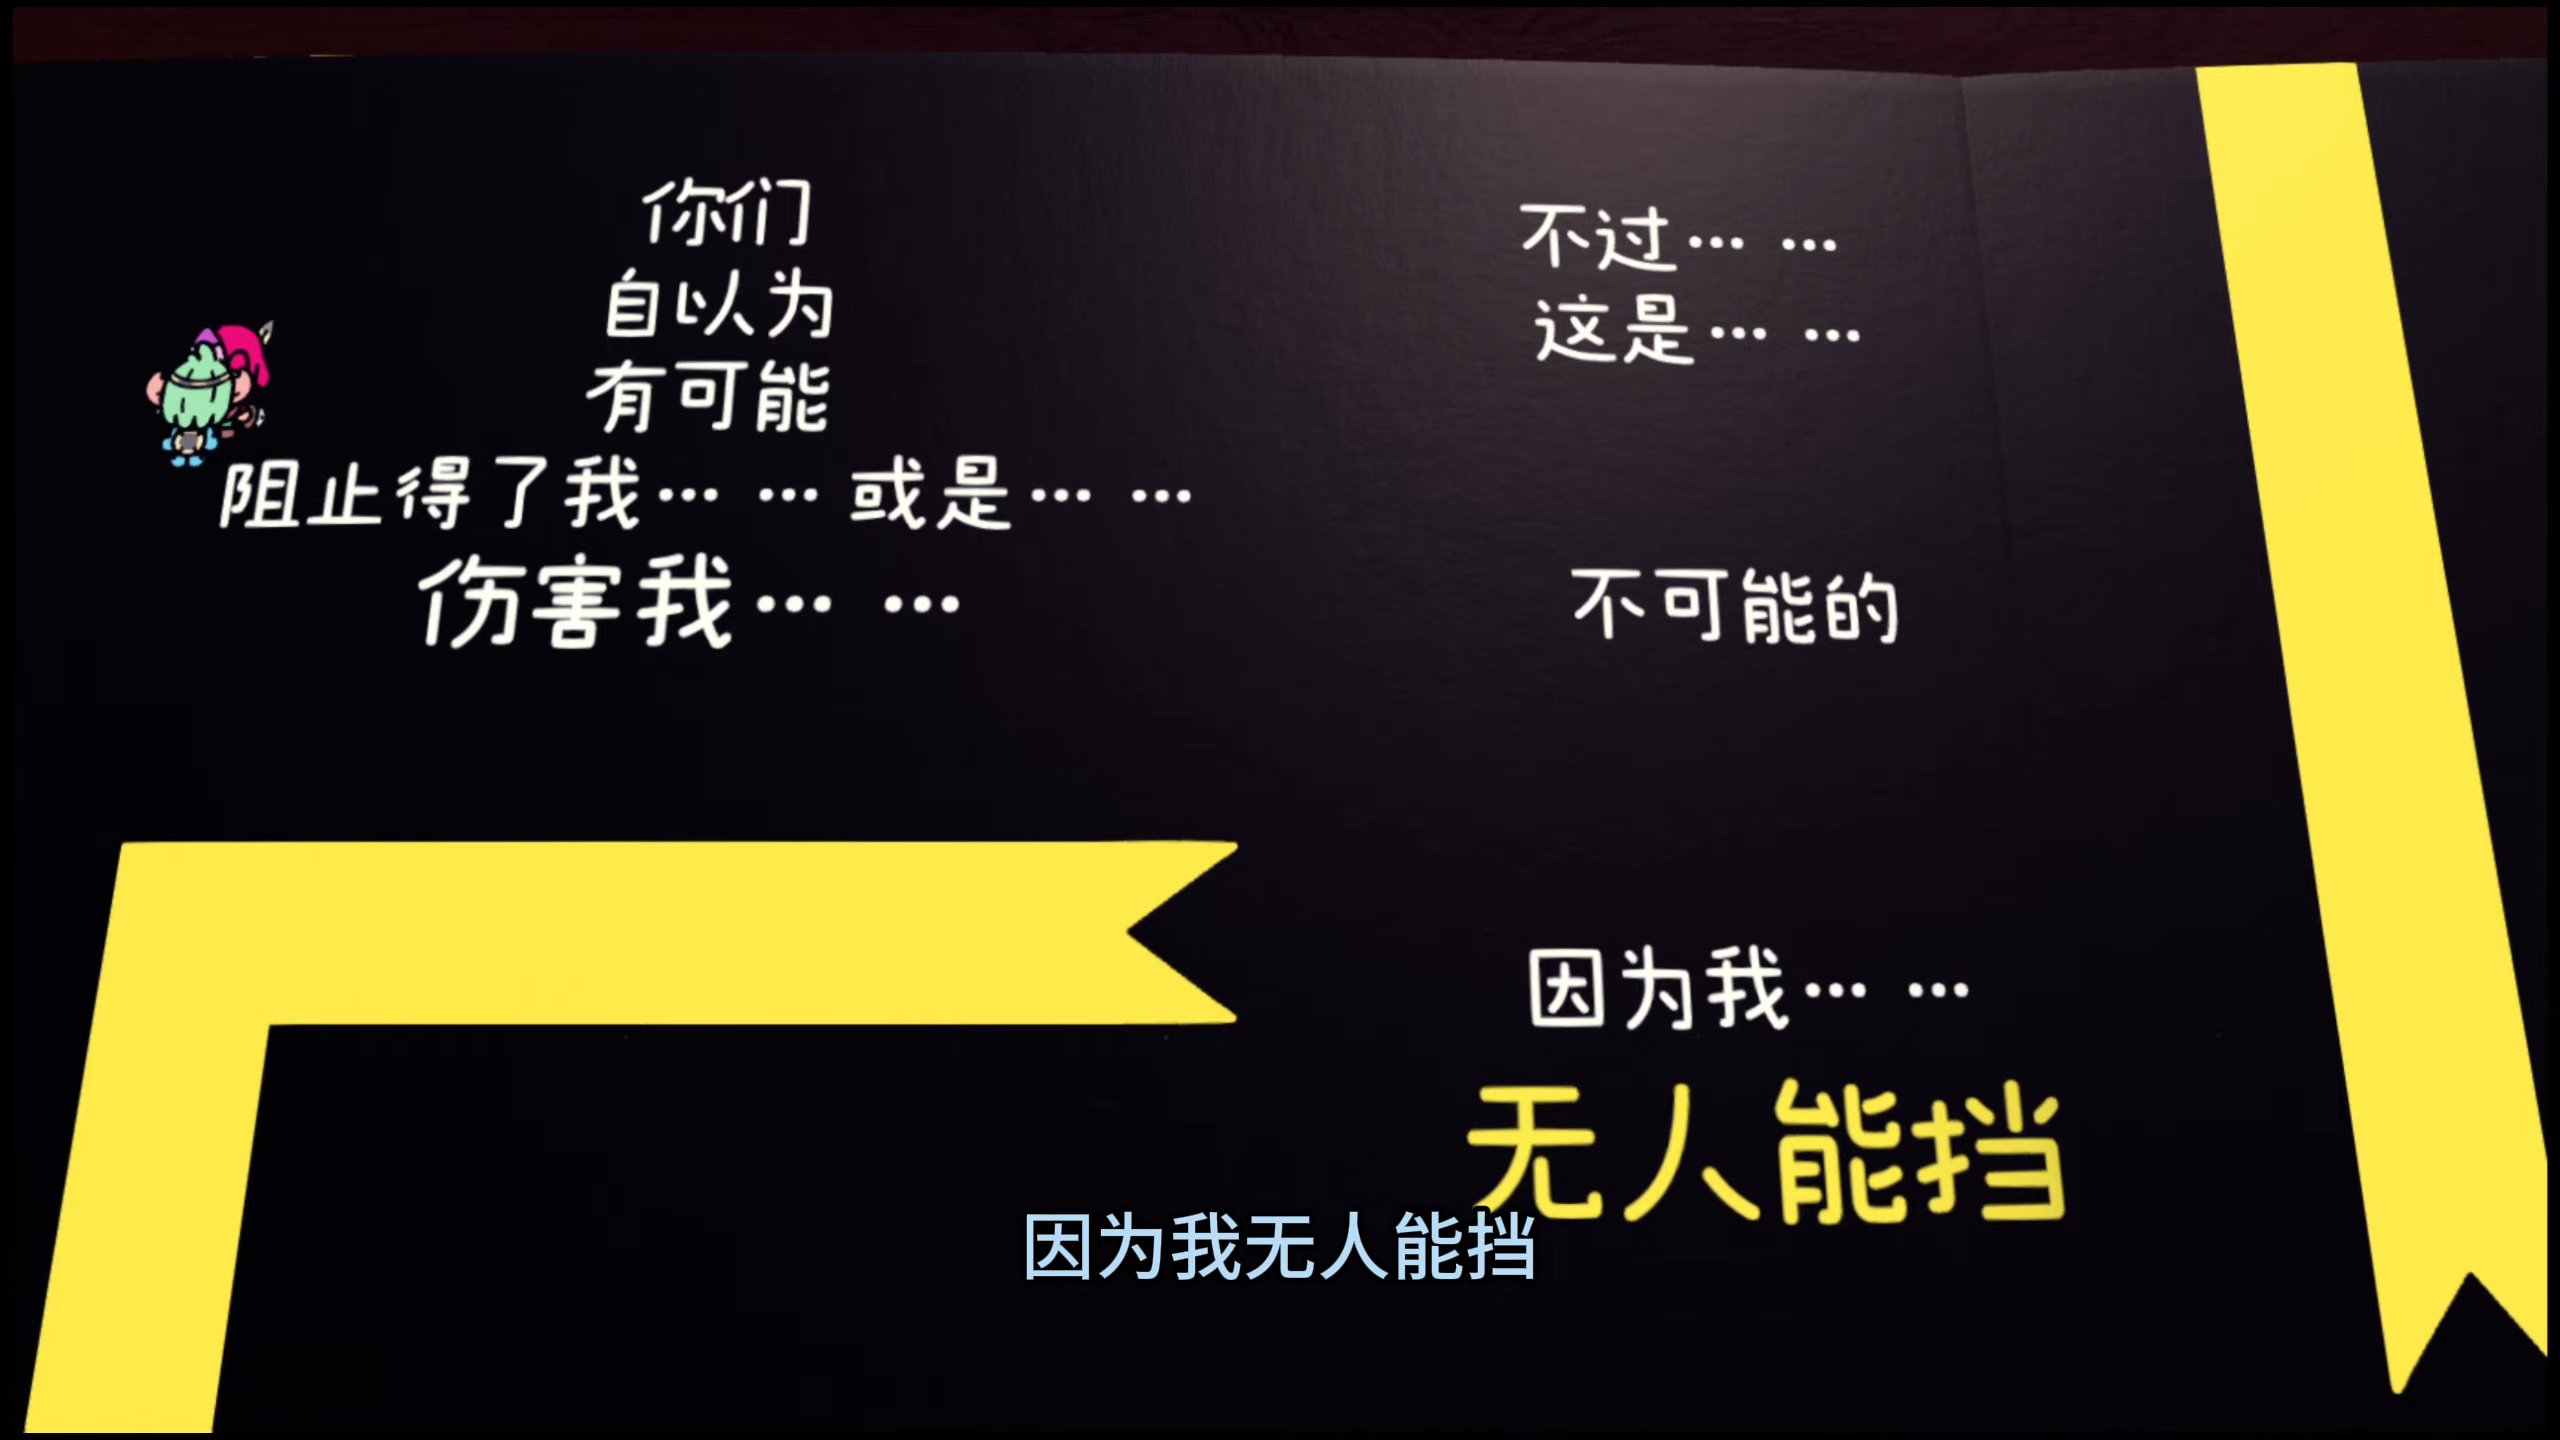 你们
自以为
有可能
阻止得了我… …或是… …
伤害我… …
不过… …
这是… …
不可能的
因为我… …
无人能挡
因为我无人能挡